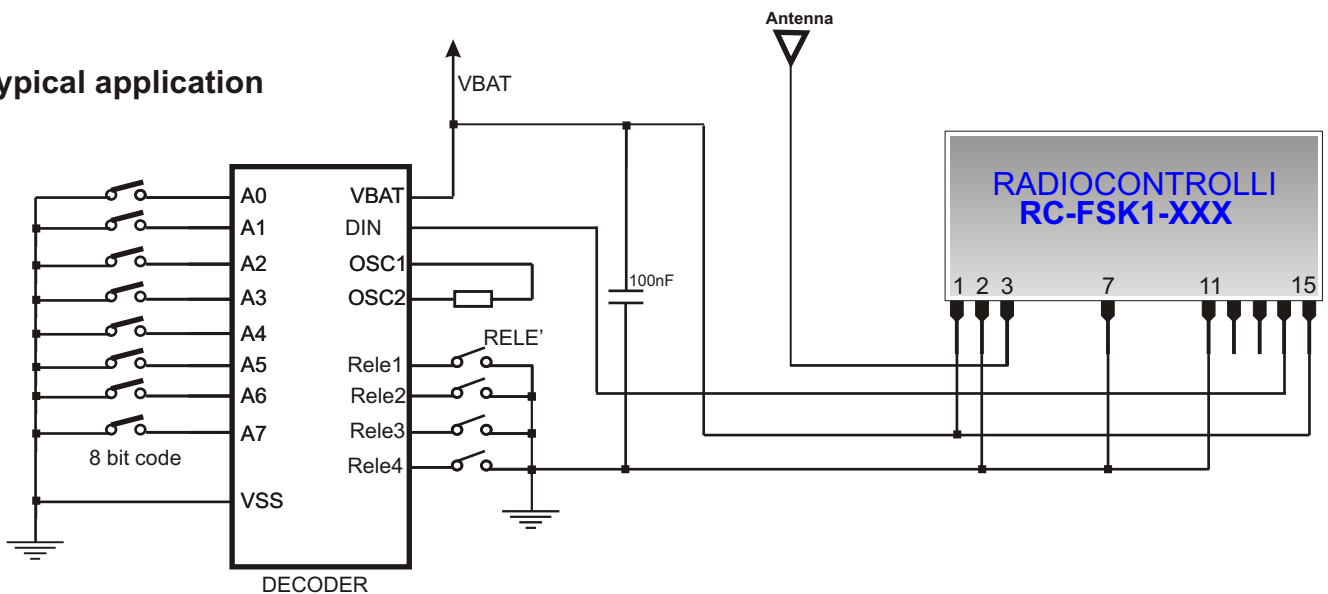 Antenna
ypical application
VBAT
RADIOCONTROLLI
RC-FSK1-XXX
1 2 3 7 11 15
A0 VBAT
A1 DIN
A2 OSC1
A3 OSC2
100nF
A4
RELE'
A5 Rele1
A6 Rele2
A7 Rele3
8 bit code
Rele4
VSS
DECODER